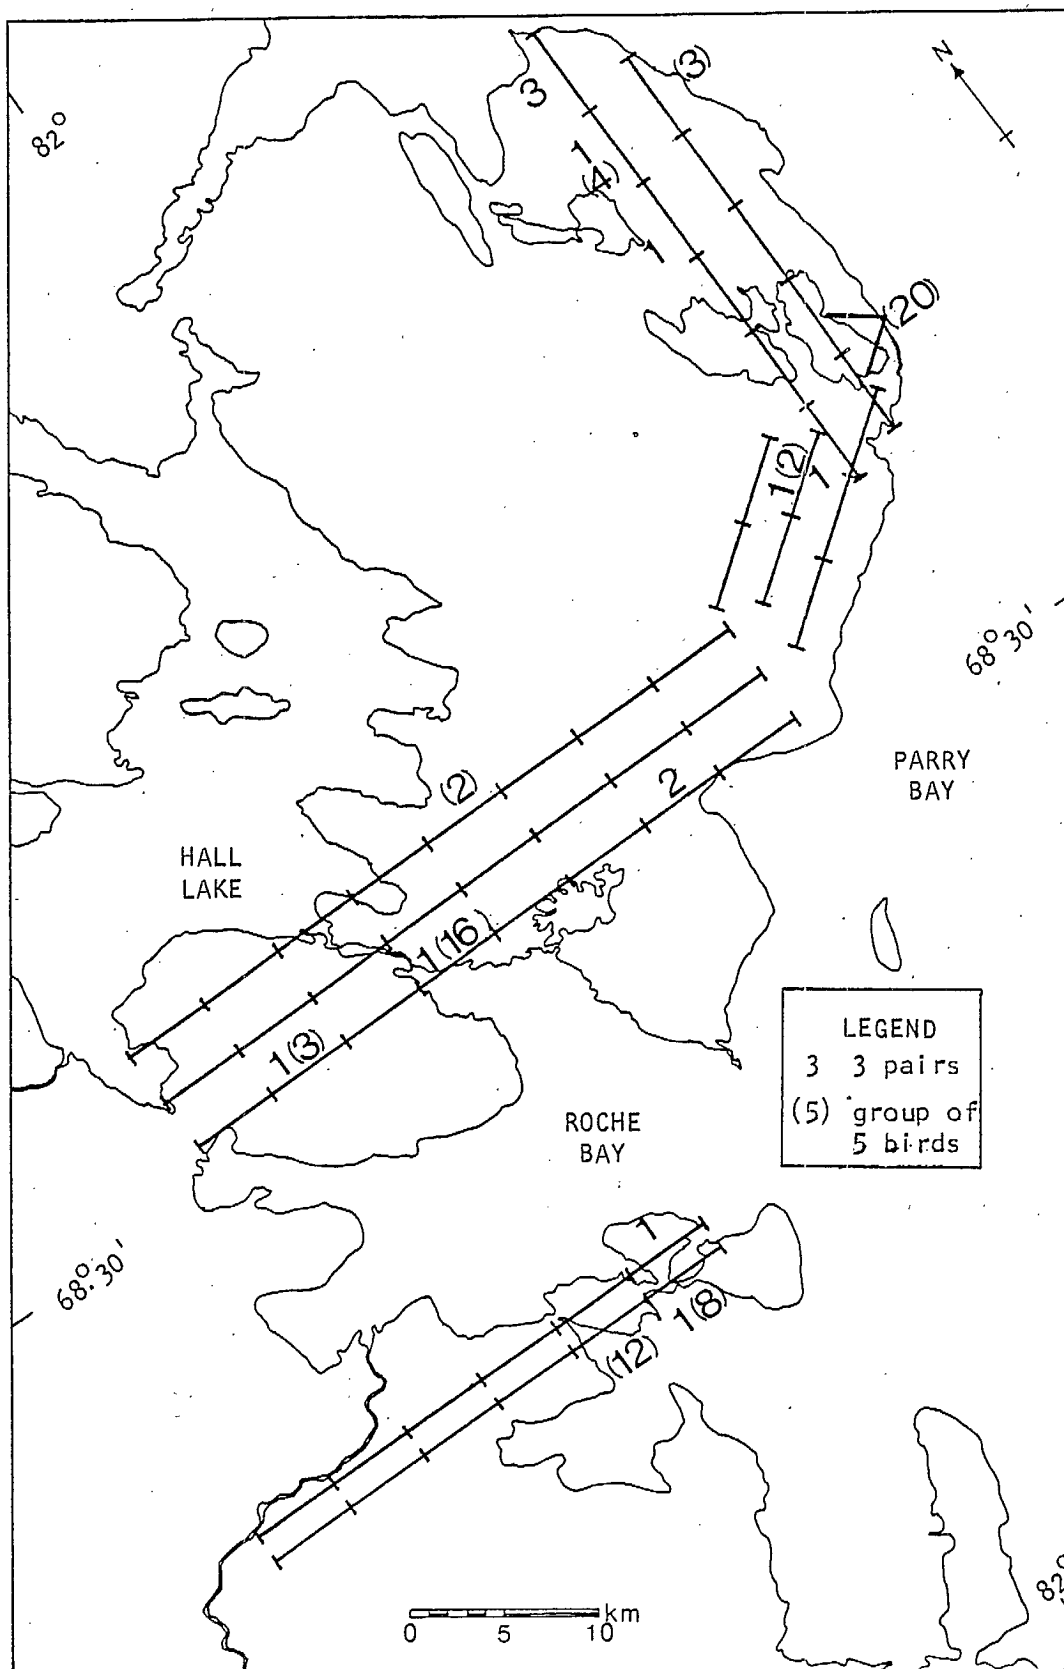 N
82°
3
(3)
1
(4)
1
(20)
1(2)
1
68° 30'
PARRY
BAY
(2)
2
HALL
LAKE
1(16)
1(3)
LEGEND
3 3 pairs
(5) group of
5 birds
ROCHE
BAY
68° 30'
1
1(8)
(12)
82°
km
0 5 10